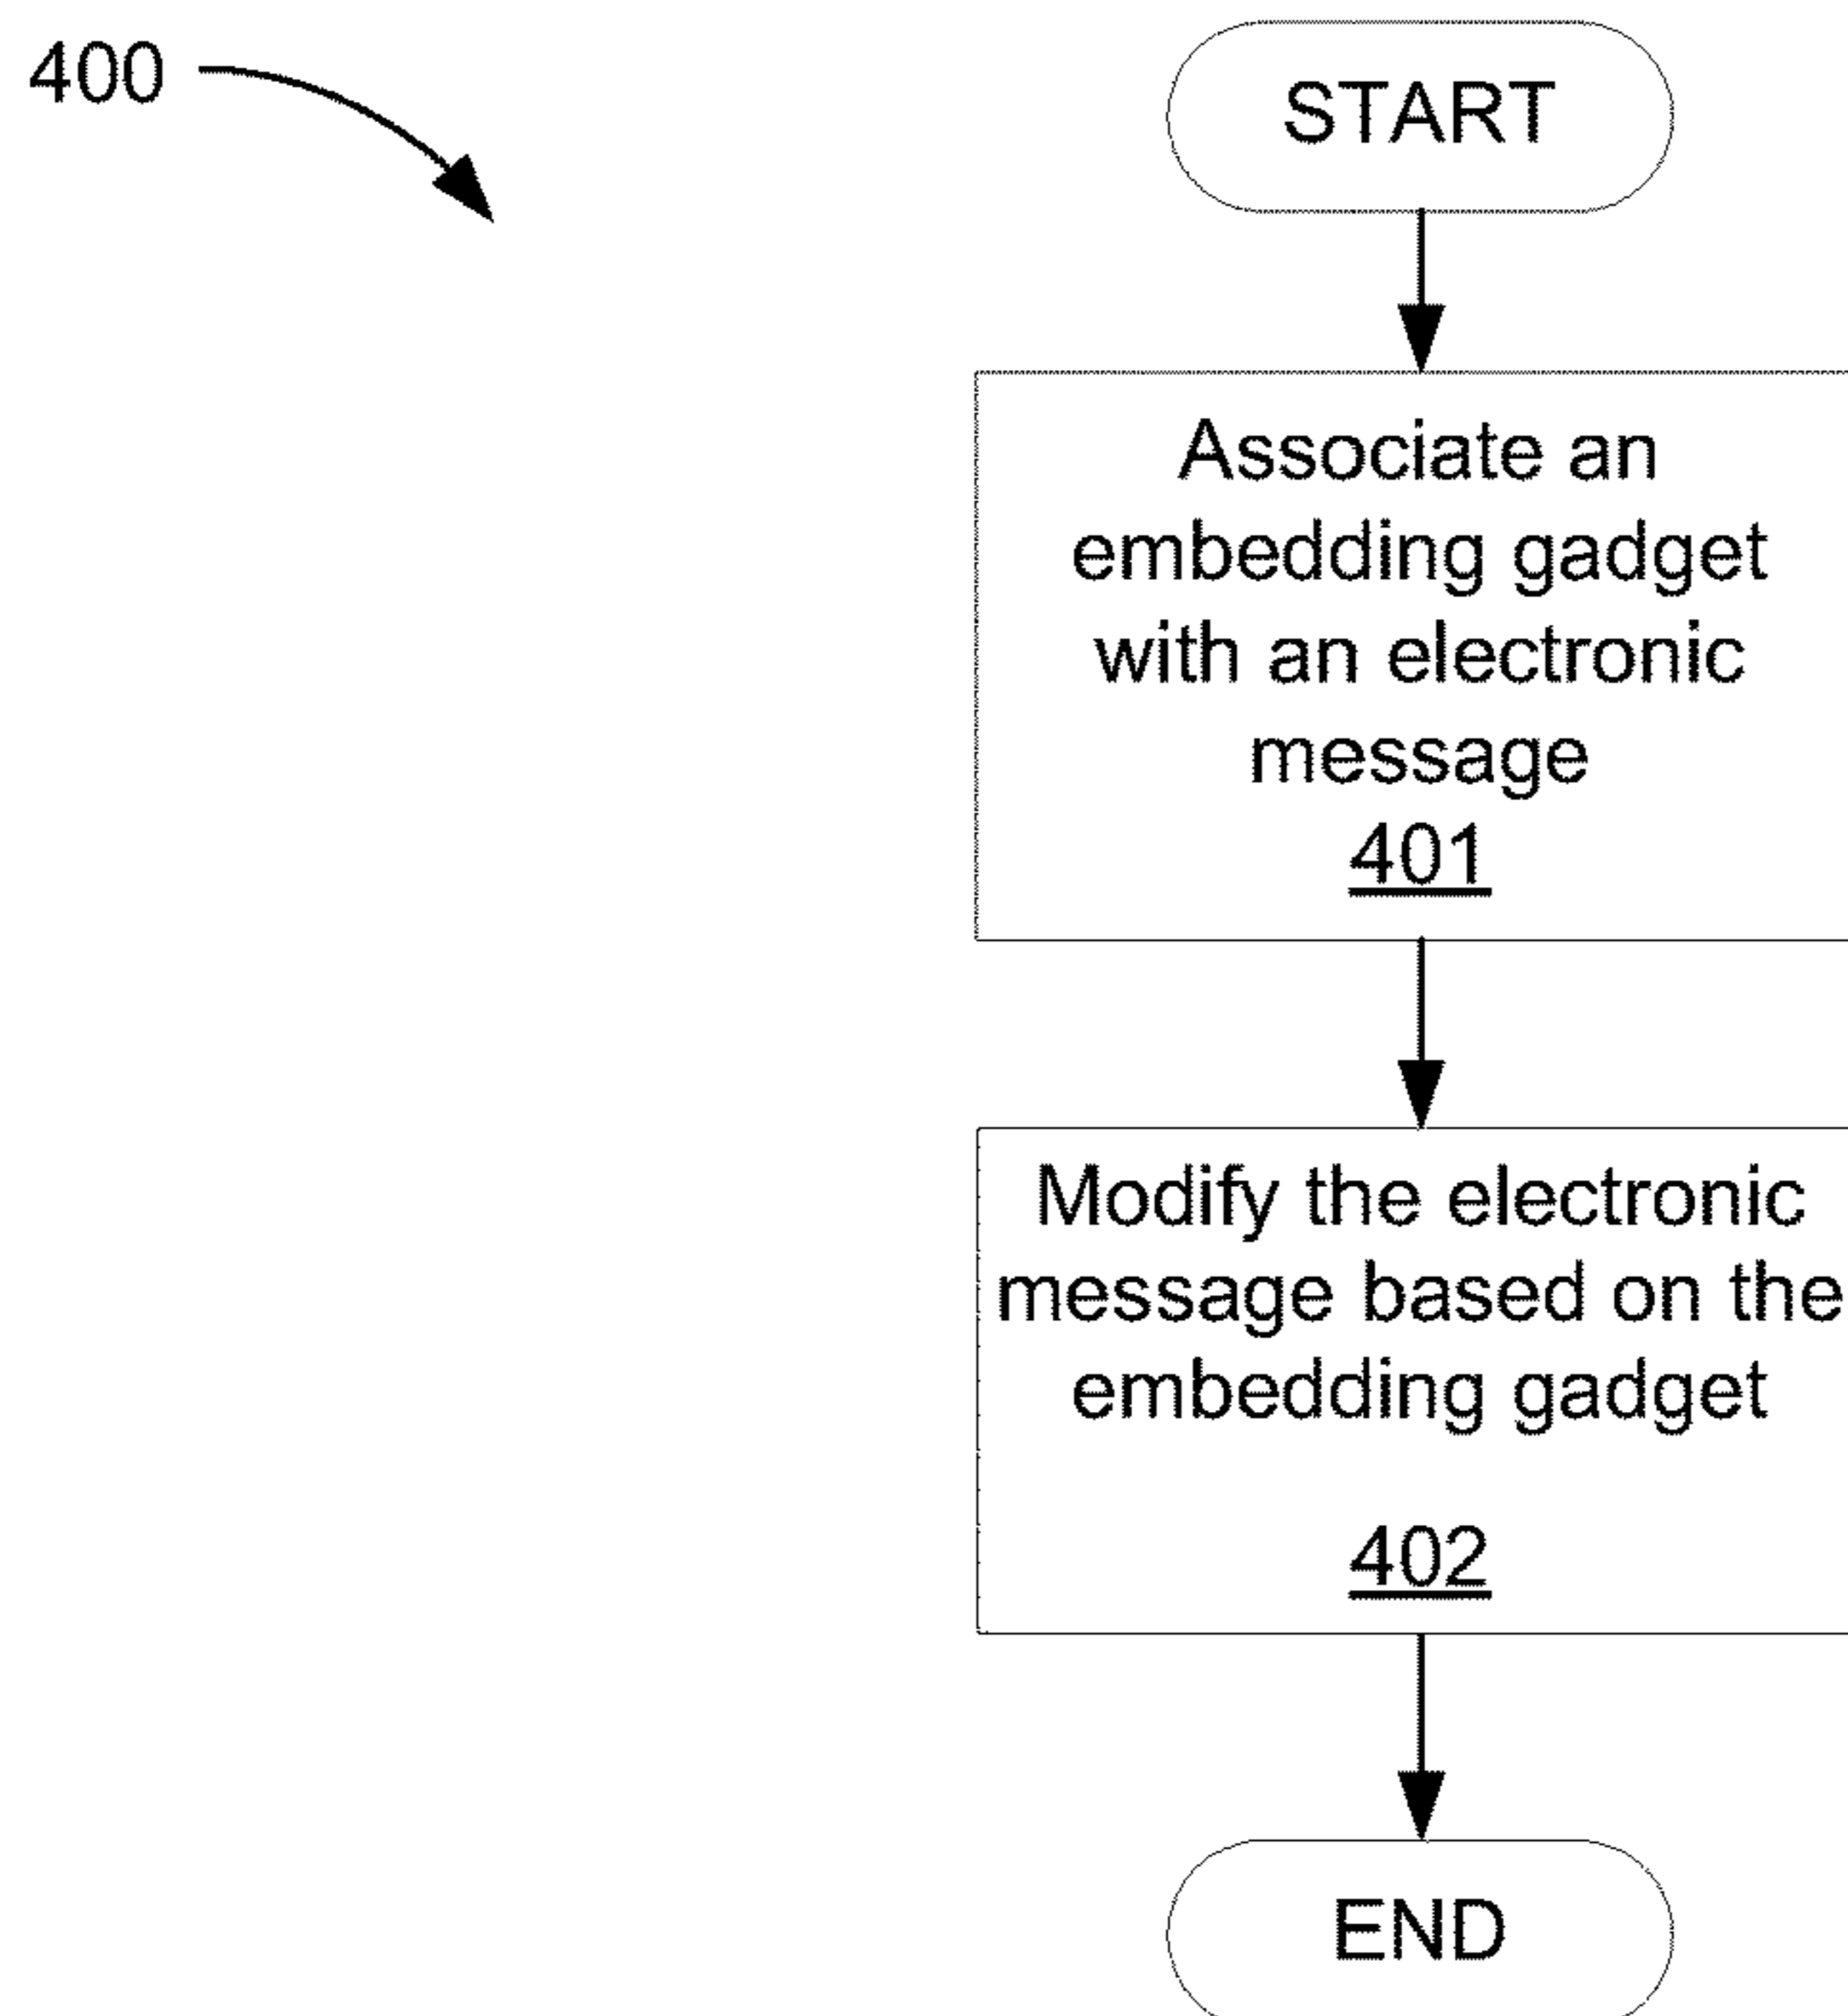 400
START
Associate an
embedding gadget
with an electronic
message
401
Modify the electronic
message based on the
embedding gadget
402
END